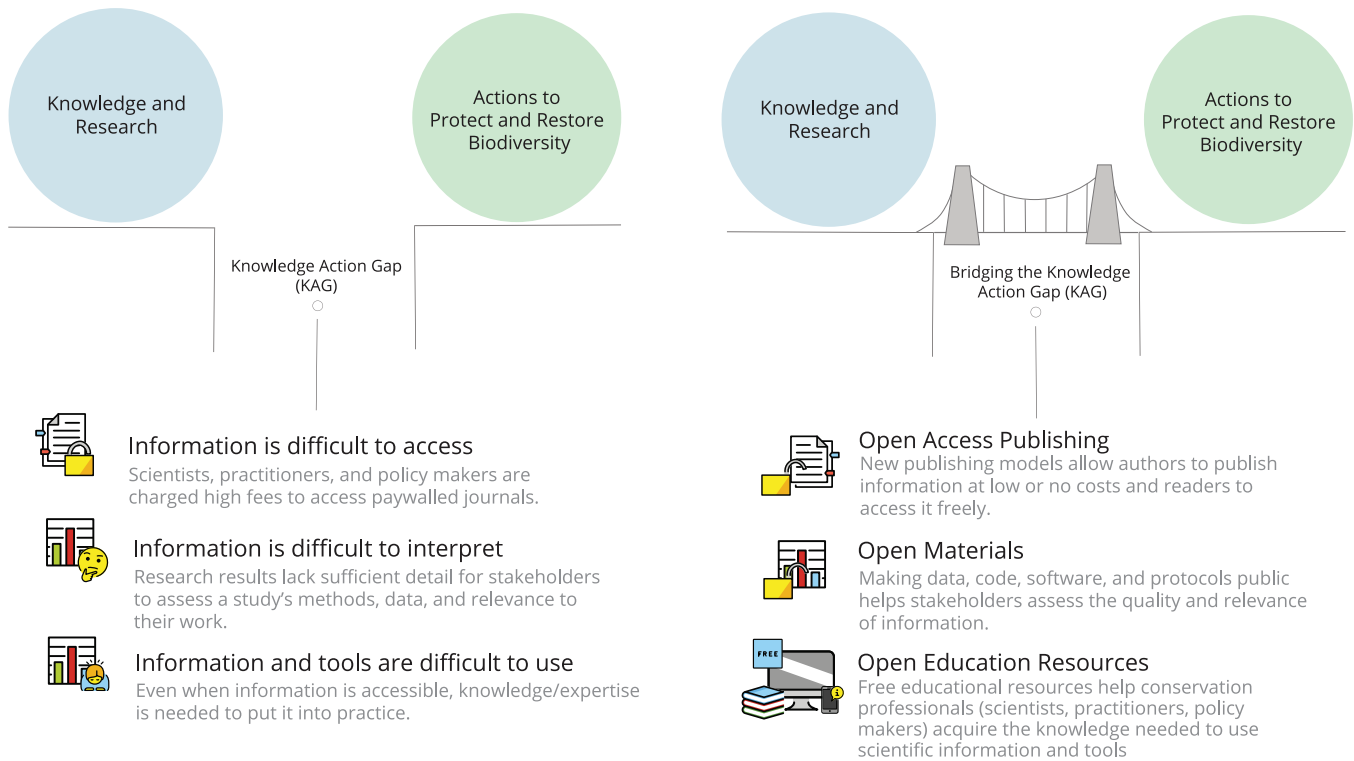 Knowledge and
Research
Actions to
Protect and Restore
Biodiversity
Knowledge Action Gap
(KAG)
Information is difficult to access
Scientists, practitioners, and policy makers are
charged high fees to access paywalled journals.
Information is difficult to interpret
Research results lack sufficient detail for stakeholders
to assess a study's methods, data, and relevance to
their work.
Information and tools are difficult to use
Even when information is accessible, knowledge/expertise
is needed to put it into practice.
Knowledge and
Research
Actions to
Protect and Restore
Biodiversity
Bridging the Knowledge
Action Gap (KAG)
Open Access Publishing
New publishing models allow authors to publish
information at low or no costs and readers to
access it freely.
Open Materials
Making data, code, software, and protocols public
helps stakeholders assess the quality and relevance
of information.
FREE
i
Open Education Resources
Free educational resources help conservation
professionals (scientists, practitioners, policy
makers) acquire the knowledge needed to use
scientific information and tools